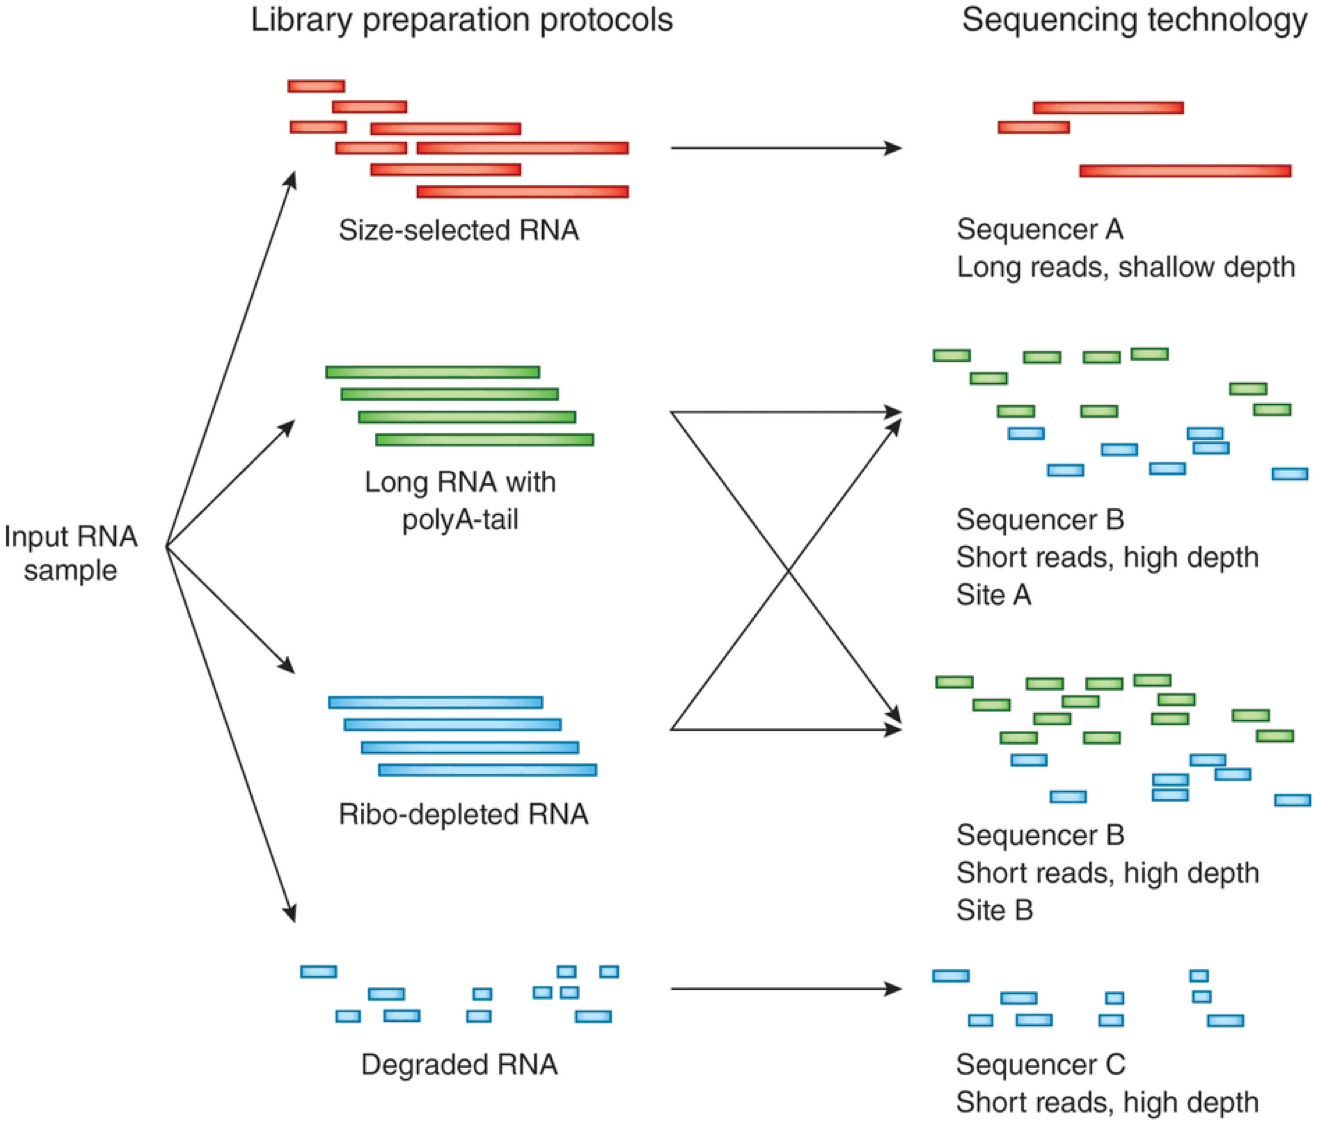 Library preparation protocols
Sequencing technology
Size-selected RNA
Sequencer A
Long reads, shallow depth
Long RNA with
polyA-tail
Sequencer B
Short reads, high depth
Site A
Input RNA
sample
Ribo-depleted RNA
Sequencer B
Short reads, high depth
Site B
Degraded RNA
Sequencer C
Short reads, high depth